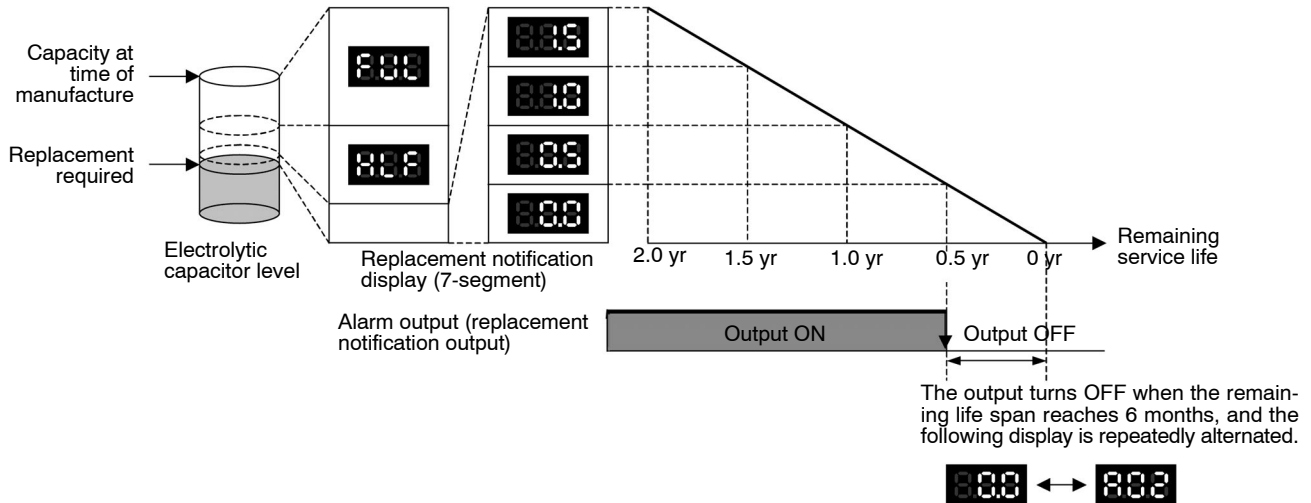 Capacity at
time of
manufacture
Replacement
required
Electrolytic
capacitor level
FUL
HLF
1.5
1.0
0.5
0.0
Replacement notification
display (7-segment)
2.0 yr 1.5 yr 1.0 yr 0.5 yr 0 yr
Remaining
service life
Alarm output (replacement
notification output)
Output ON
Output OFF
The output turns OFF when the remain-
ing life span reaches 6 months, and the
following display is repeatedly alternated.
0.0 A02